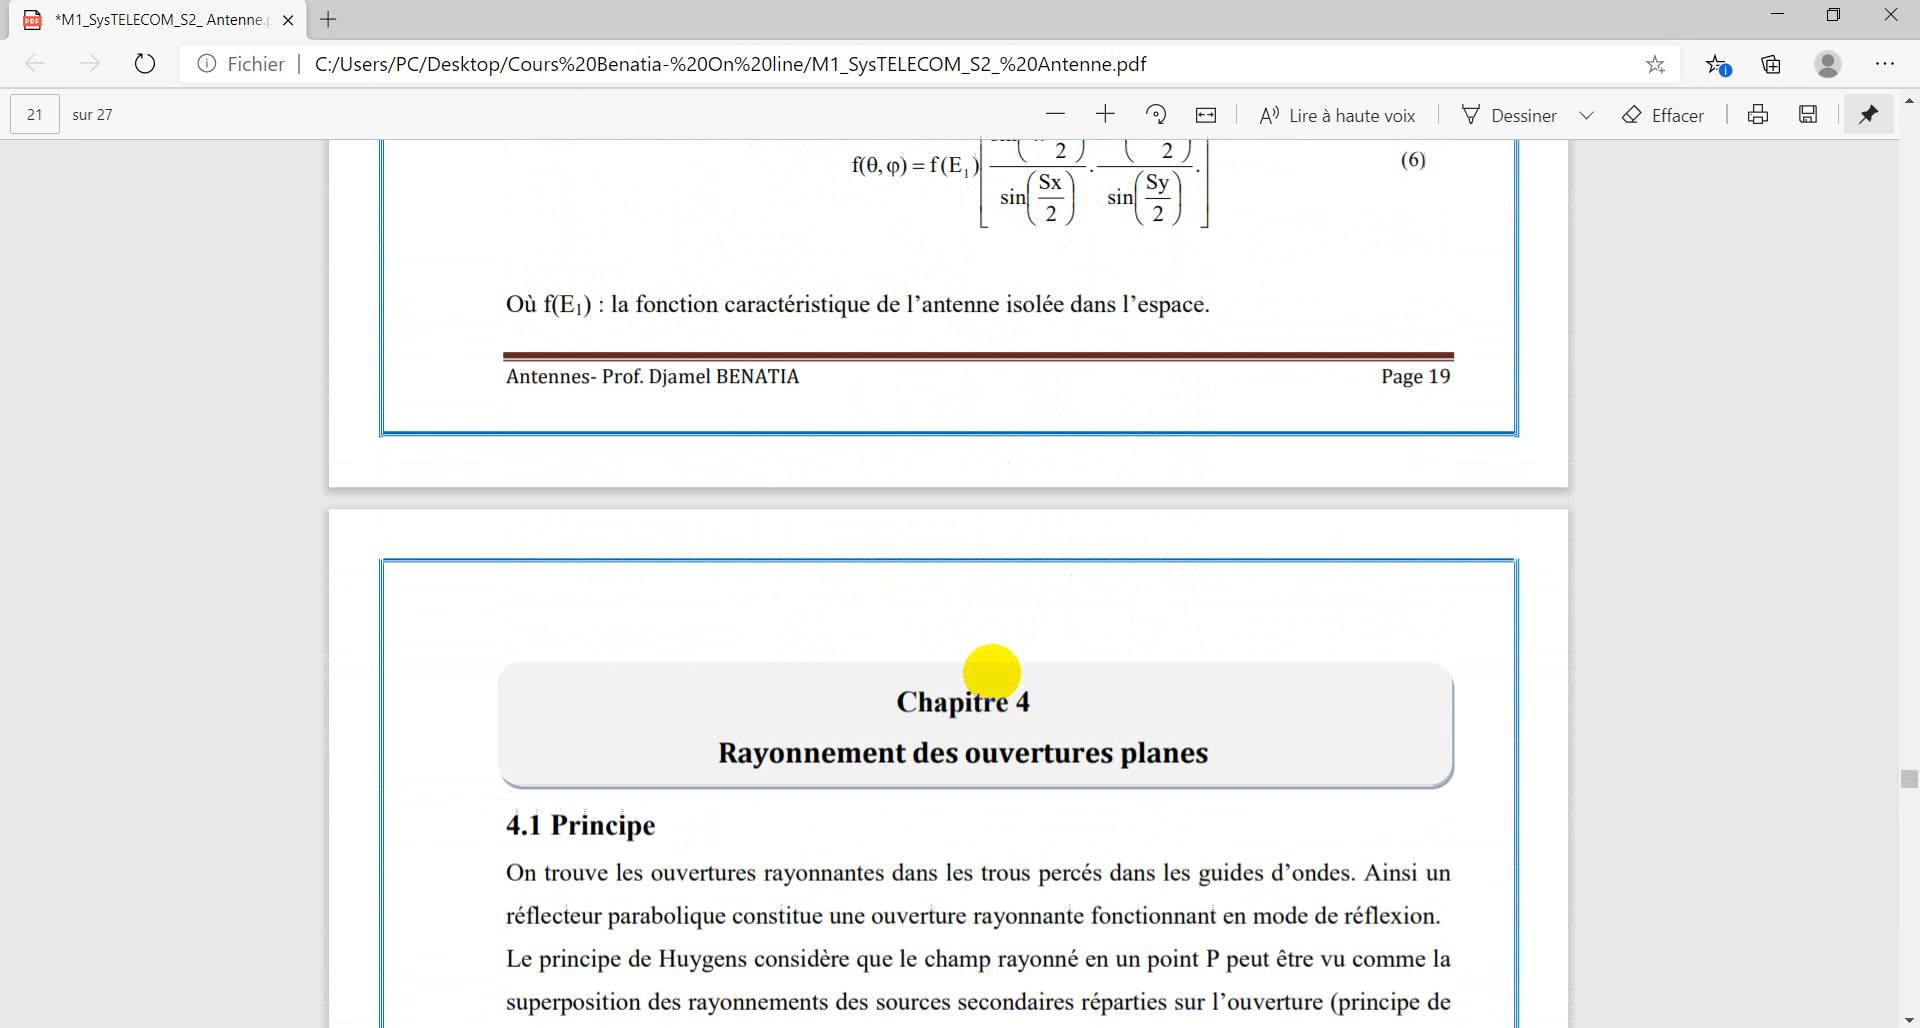 *M1_SysTELECOM_S2_ Antenne.p
Fichier C:/Users/PC/Desktop/Cours%20Benatia-%20On%20line/M1_SysTELECOM_S2_%20Antenne.pdf
21 sur 27 Lire à haute voix Dessiner Effacer
f(θ, φ) = f(E₁) [ 2 ) ( 2 ) / sin(Sx/2) . sin(Sy/2) . ] (6)
Où f(E₁) : la fonction caractéristique de l’antenne isolée dans l’espace.
Antennes- Prof. Djamel BENATIA Page 19
Chapitre 4
Rayonnement des ouvertures planes
4.1 Principe
On trouve les ouvertures rayonnantes dans les trous percés dans les guides d’ondes. Ainsi un
réflecteur parabolique constitue une ouverture rayonnante fonctionnant en mode de réflexion.
Le principe de Huygens considère que le champ rayonné en un point P peut être vu comme la
superposition des rayonnements des sources secondaires réparties sur l’ouverture (principe de